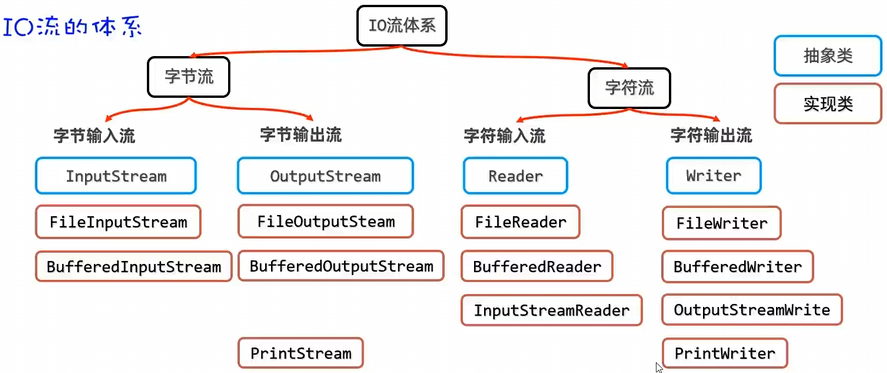 IO流的体系
IO流体系
字节流
字符流
抽象类
实现类
字节输入流
字节输出流
字符输入流
字符输出流
InputStream
OutputStream
Reader
Writer
FileInputStream
FileOutputSteam
FileReader
FileWriter
BufferedInputStream
BufferedOutputStream
BufferedReader
BufferedWriter
InputStreamReader
OutputStreamWrite
PrintStream
PrintWriter